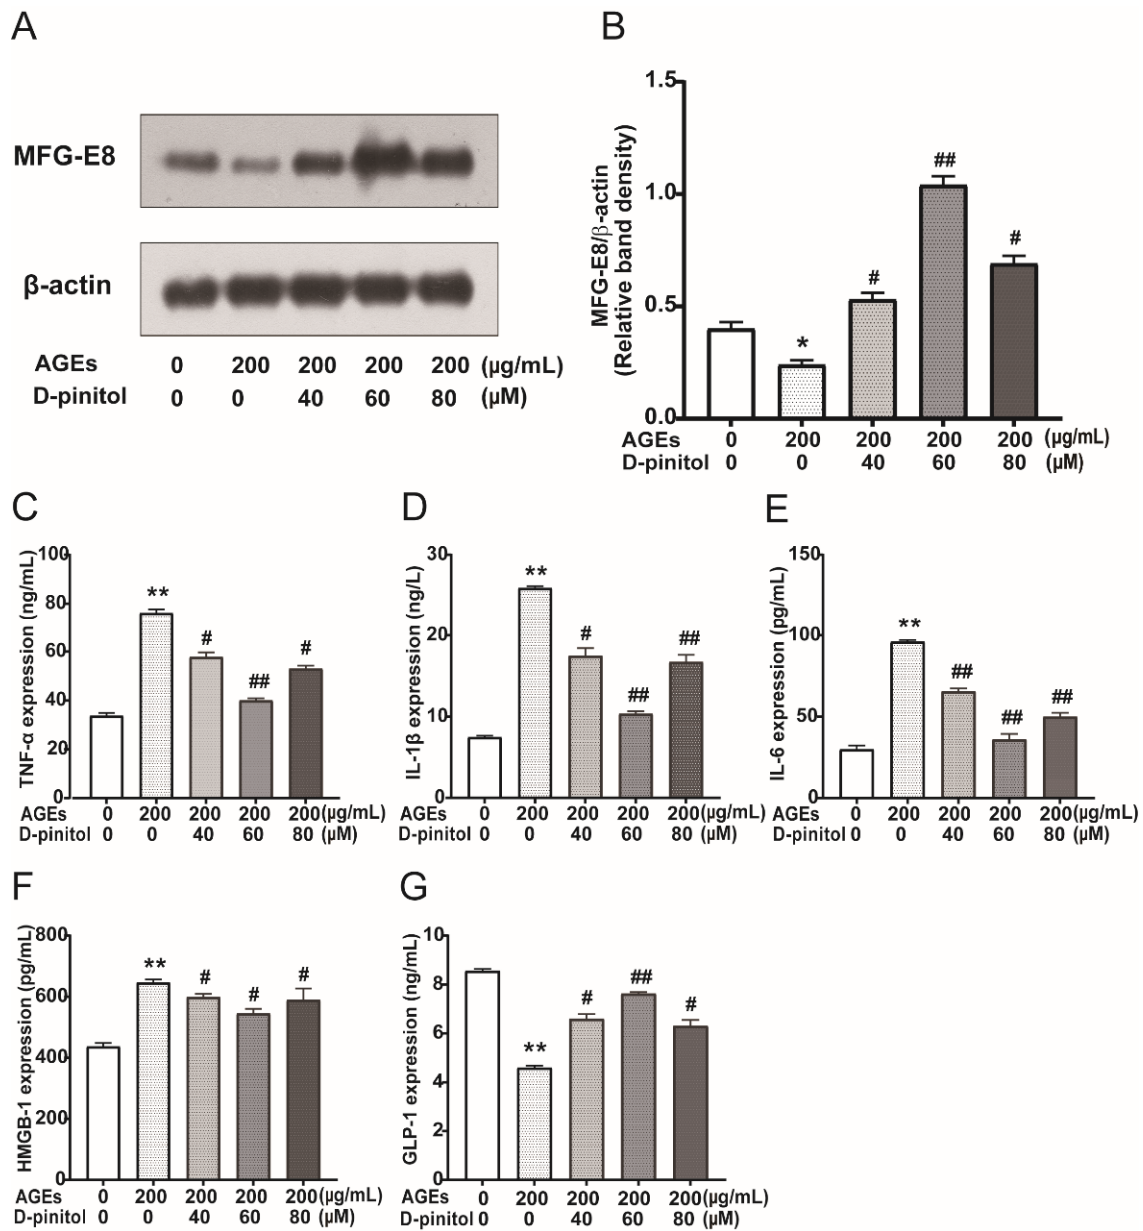 A
MFG-E8
β-actin
AGEs 0 200 200 200 200 (µg/mL)
D-pinitol 0 0 40 60 80 (µM)
B
MFG-E8/β-actin
(Relative band density)
1.5
1.0
0.5
0.0
*
#
##
#
AGEs 0 200 200 200 200 (µg/mL)
D-pinitol 0 0 40 60 80 (µM)
C
TNF-α expression (ng/mL)
100
80
60
40
20
0
**
#
##
#
AGEs 0 200 200 200 200(µg/mL)
D-pinitol 0 0 40 60 80 (µM)
D
IL-1β expression (ng/L)
30
20
10
0
**
#
##
##
AGEs 0 200 200 200 200(µg/mL)
D-pinitol 0 0 40 60 80 (µM)
E
IL-6 expression (pg/mL)
150
100
50
0
**
##
##
##
AGEs 0 200 200 200 200(µg/mL)
D-pinitol 0 0 40 60 80 (µM)
F
HMGB-1 expression (pg/mL)
800
600
400
200
0
**
#
#
#
AGEs 0 200 200 200 200(µg/mL)
D-pinitol 0 0 40 60 80 (µM)
G
GLP-1 expression (ng/mL)
10
8
6
4
2
0
**
#
##
#
AGEs 0 200 200 200 200(µg/mL)
D-pinitol 0 0 40 60 80 (µM)